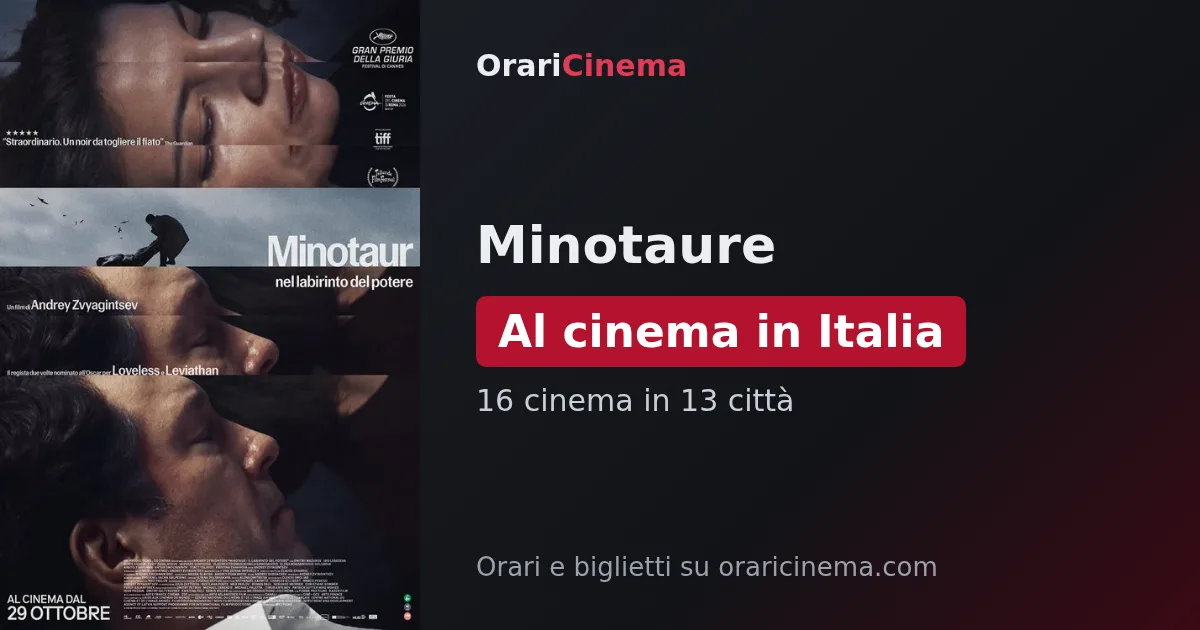 GRAN PREMIO
DELLA GIURIA
FESTIVAL DI CANNES
tiff
★★★★★
"Straordinario. Un noir da togliere il fiato" The Guardian
Minotaur
nel labirinto del potere
Un film di Andrey Zvyagintsev
Il regista due volte nominato all'Oscar per Loveless e Leviathan
AL CINEMA DAL
29 OTTOBRE
OrariCinema
Minotaure
Al cinema in Italia
16 cinema in 13 città
Orari e biglietti su oraricinema.com